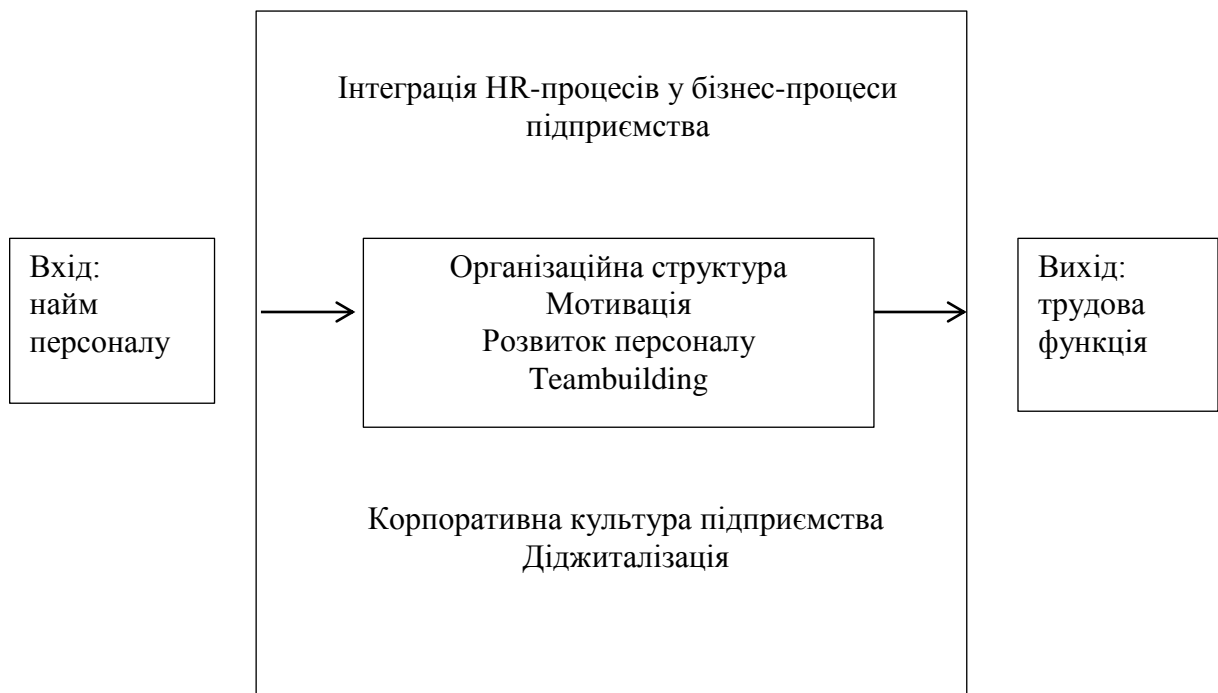 Інтеграція HR-процесів у бізнес-процеси
підприємства
Вхід:
найм
персоналу
Організаційна структура
Мотивація
Розвиток персоналу
Teambuilding
Вихід:
трудова
функція
Корпоративна культура підприємства
Діджиталізація